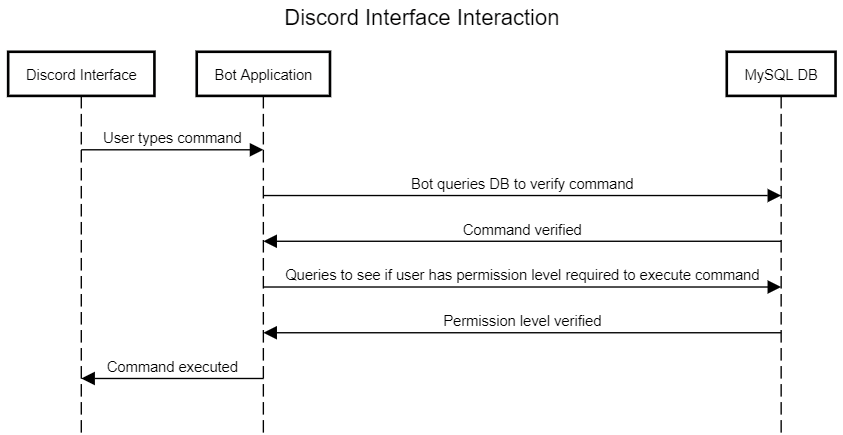 Discord Interface Interaction
Discord Interface
Bot Application
MySQL DB
User types command
Bot queries DB to verify command
Command verified
Queries to see if user has permission level required to execute command
Permission level verified
Command executed